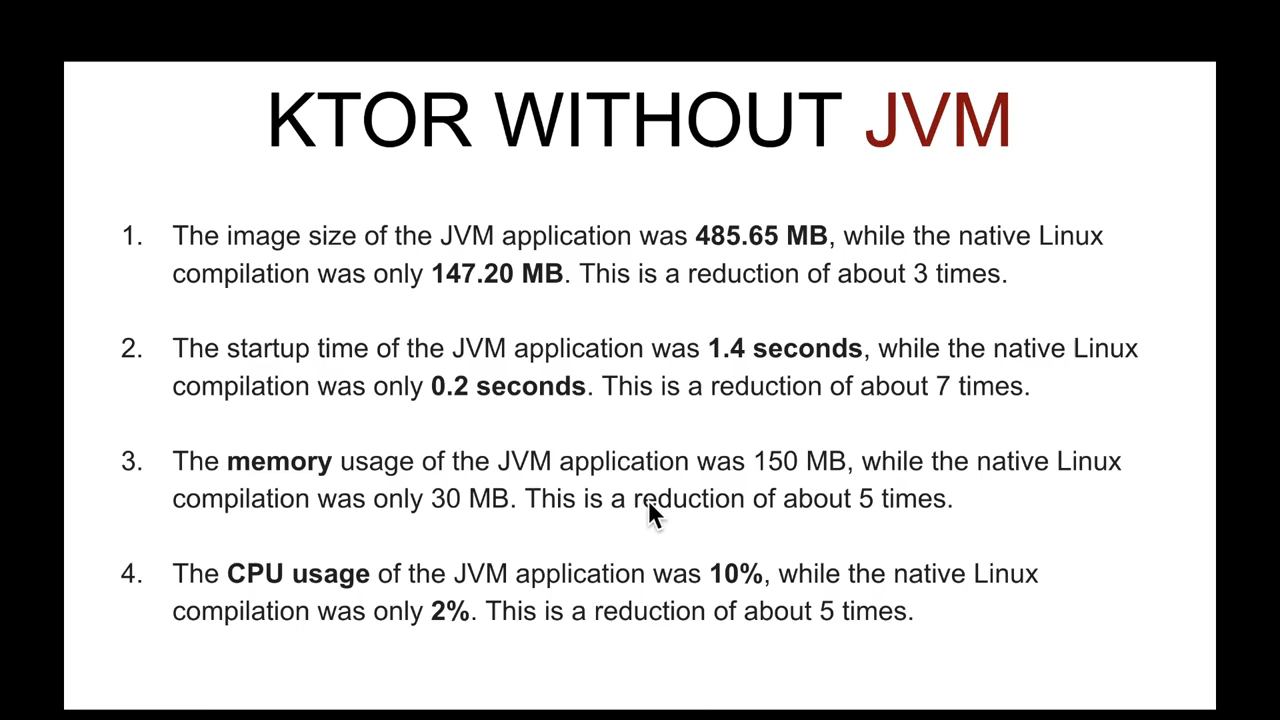 KTOR WITHOUT JVM
1. The image size of the JVM application was 485.65 MB, while the native Linux
compilation was only 147.20 MB. This is a reduction of about 3 times.
2. The startup time of the JVM application was 1.4 seconds, while the native Linux
compilation was only 0.2 seconds. This is a reduction of about 7 times.
3. The memory usage of the JVM application was 150 MB, while the native Linux
compilation was only 30 MB. This is a reduction of about 5 times.
4. The CPU usage of the JVM application was 10%, while the native Linux
compilation was only 2%. This is a reduction of about 5 times.